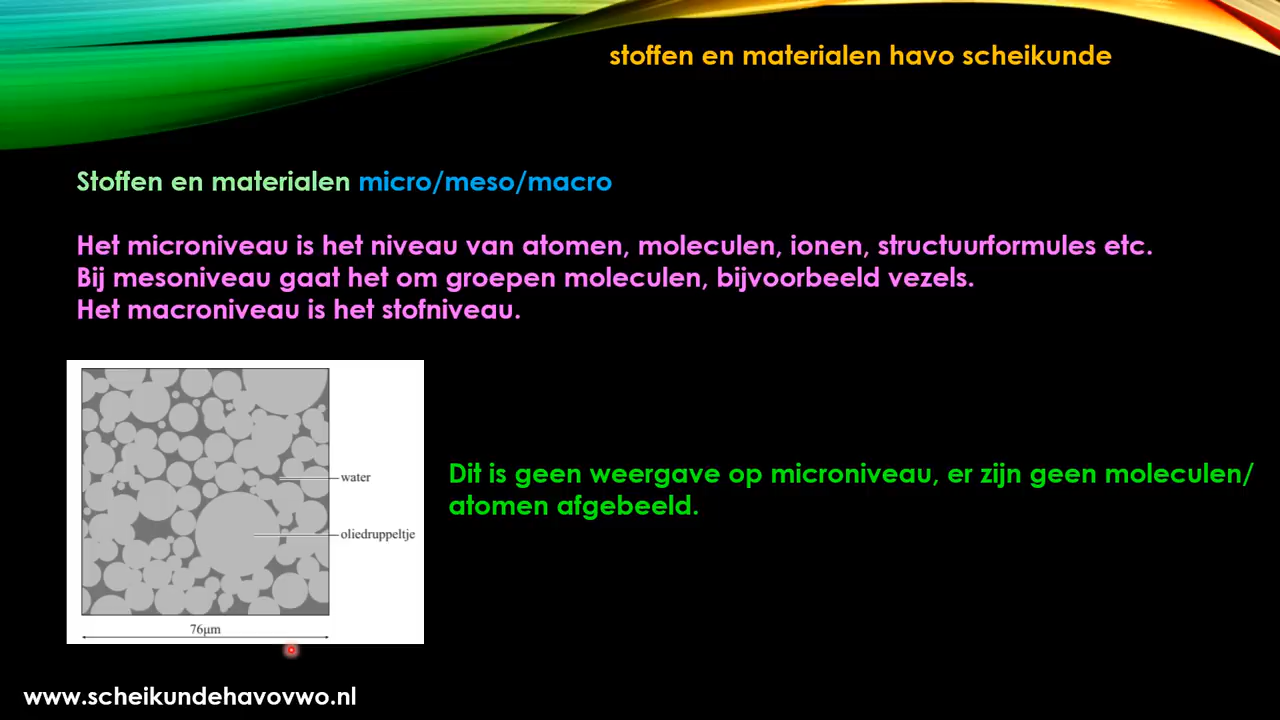 stoffen en materialen havo scheikunde
Stoffen en materialen micro/meso/macro
Het microniveau is het niveau van atomen, moleculen, ionen, structuurformules etc.
Bij mesoniveau gaat het om groepen moleculen, bijvoorbeeld vezels.
Het macroniveau is het stofniveau.
water
oliedruppeltje
76μm
Dit is geen weergave op microniveau, er zijn geen moleculen/
atomen afgebeeld.
www.scheikundehavovwo.nl